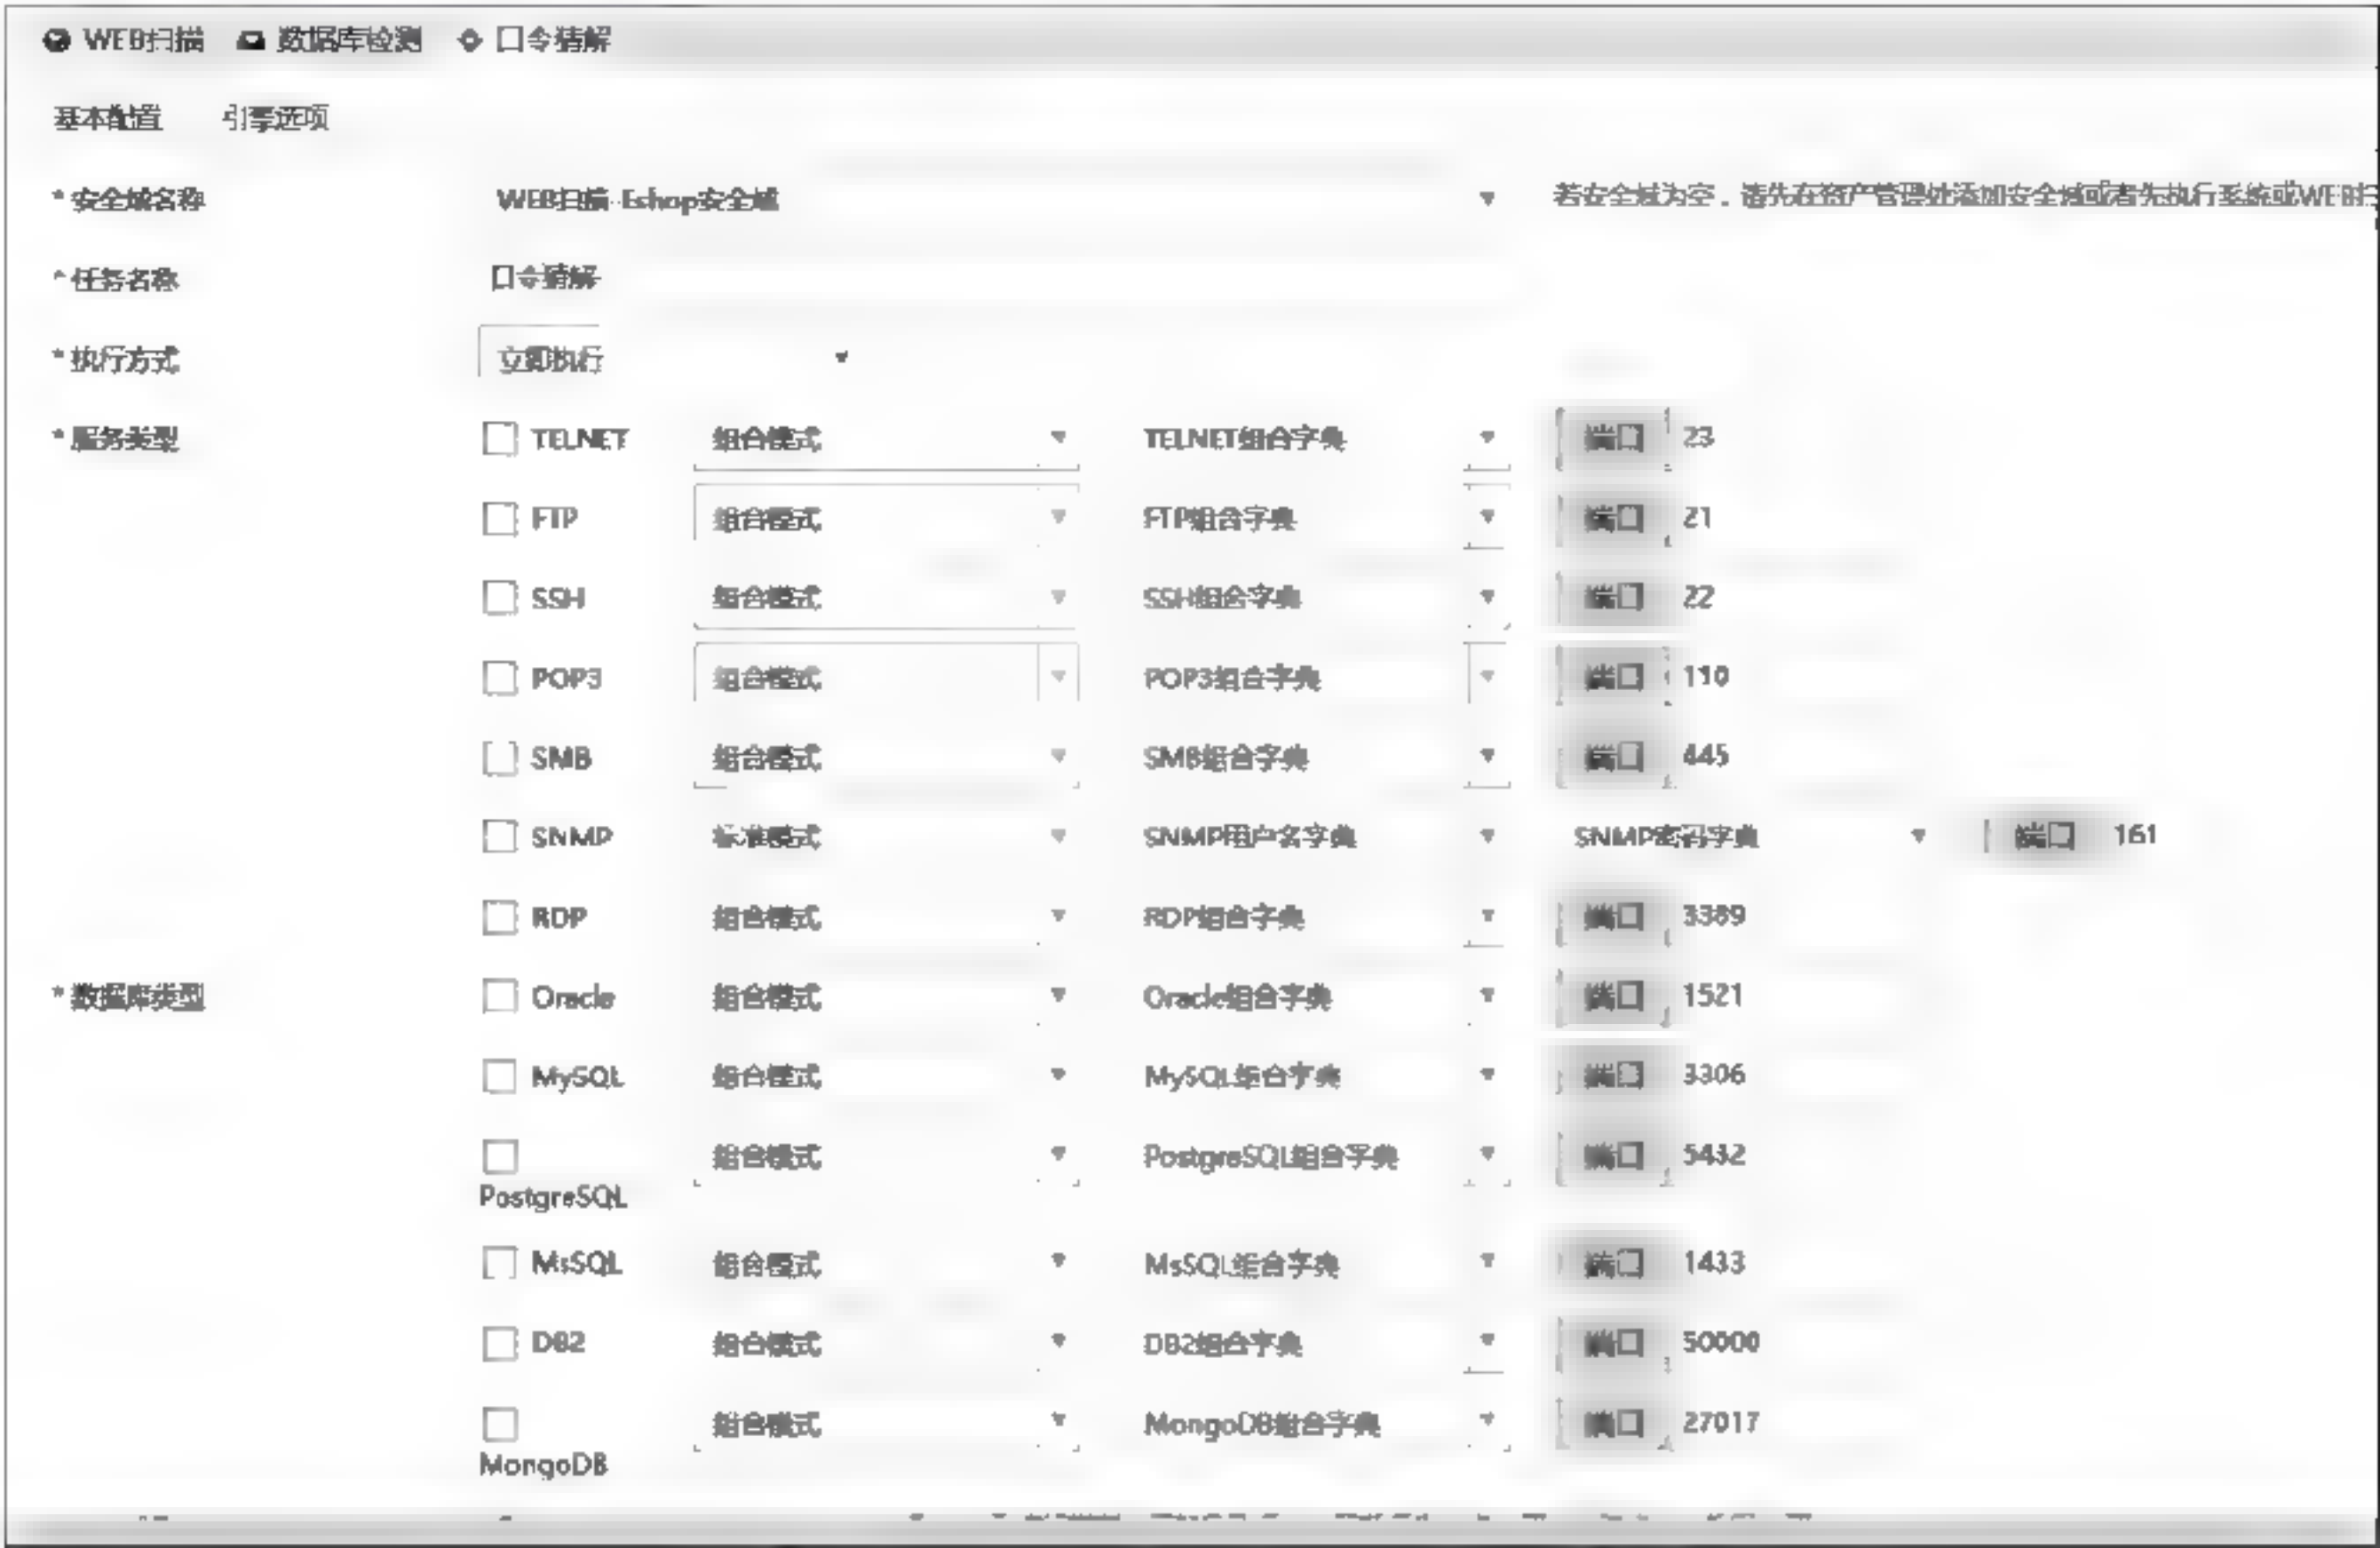 WEB扫描 数据库检测 口令猜解
基本配置 引擎选项
* 安全域名称 WEB扫描-Eshop安全域 若安全域为空，请先在资产管理处添加安全域或者先执行系统或WEB扫
* 任务名称 口令猜解
* 执行方式 立即执行
* 服务类型 TELNET 组合模式 TELNET组合字典 端口 23
FTP 组合模式 FTP组合字典 端口 21
SSH 组合模式 SSH组合字典 端口 22
POP3 组合模式 POP3组合字典 端口 110
SMB 组合模式 SMB组合字典 端口 445
SNMP 标准模式 SNMP用户名字典 SNMP密码字典 端口 161
RDP 组合模式 RDP组合字典 端口 3389
* 数据库类型 Oracle 组合模式 Oracle组合字典 端口 1521
MySQL 组合模式 MySQL组合字典 端口 3306
PostgreSQL 组合模式 PostgreSQL组合字典 端口 5432
MsSQL 组合模式 MsSQL组合字典 端口 1433
DB2 组合模式 DB2组合字典 端口 50000
MongoDB 组合模式 MongoDB组合字典 端口 27017